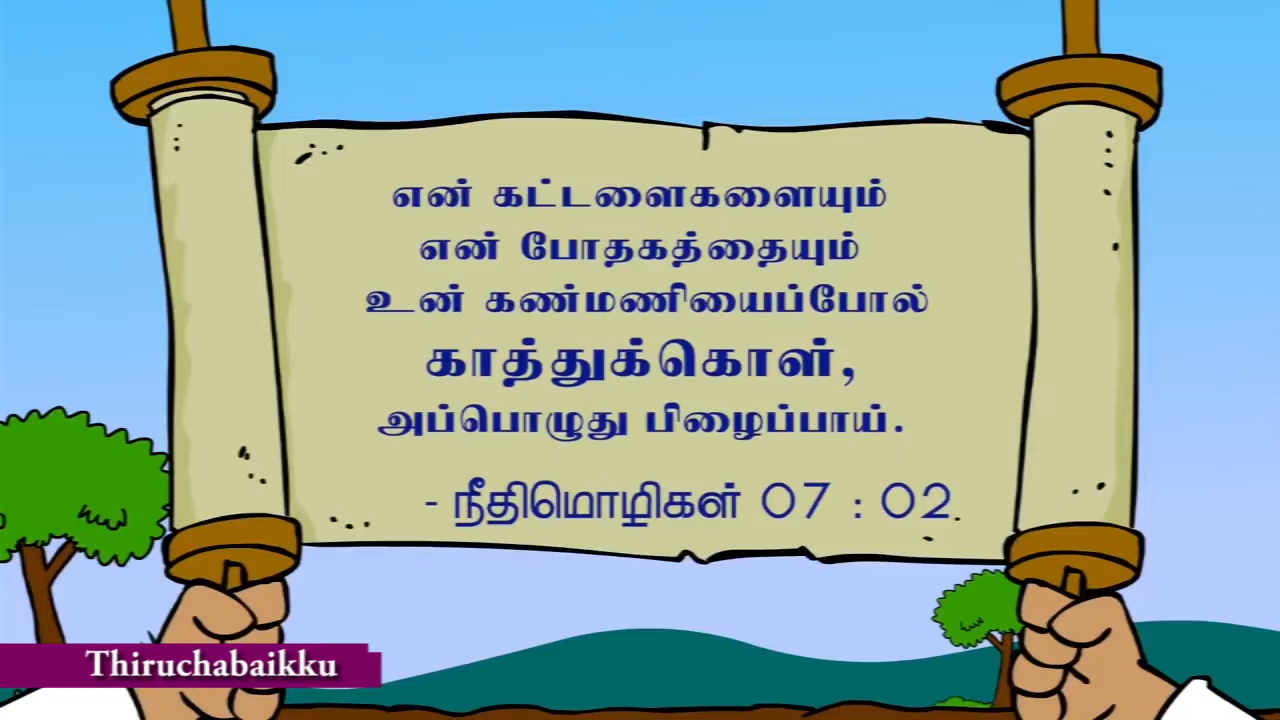 என் கட்டளைகளையும்
என் போதகத்தையும்
உன் கண்மணியைப்போல்
காத்துக்கொள்,
அப்பொழுது பிழைப்பாய்.
- நீதிமொழிகள் 07 : 02
Thiruchabaikku